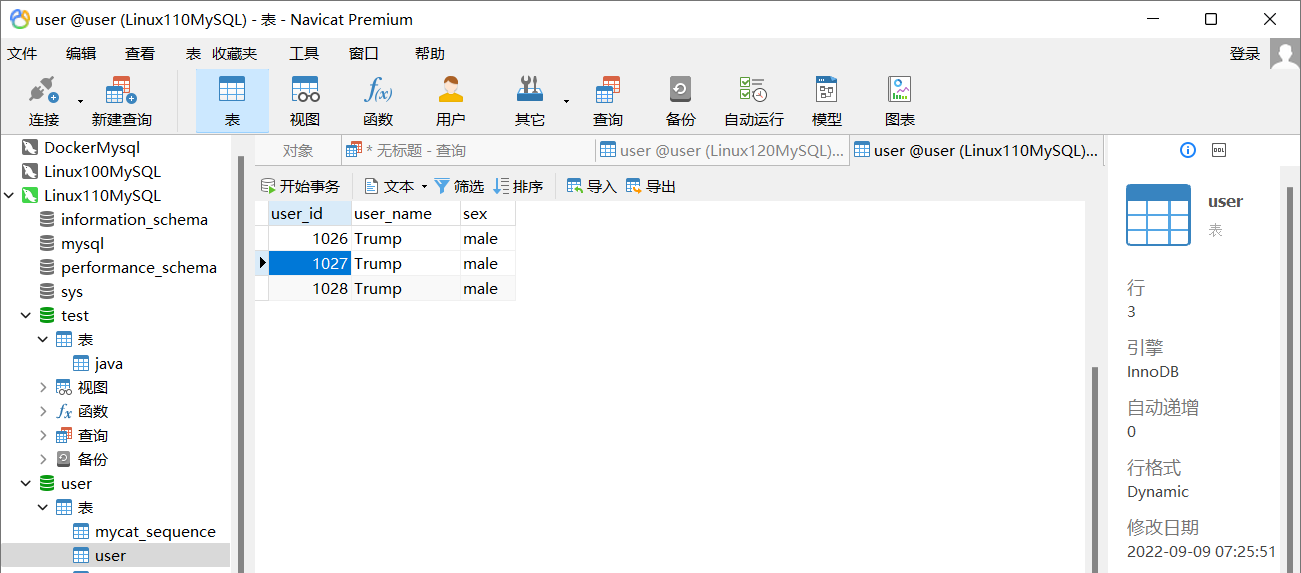 user @user (Linux110MySQL) - 表 - Navicat Premium
文件 编辑 查看 表 收藏夹 工具 窗口 帮助 登录
连接 新建查询 表 视图 函数 用户 其它 查询 备份 自动运行 模型 图表
对象 * 无标题 - 查询 user @user (Linux120MySQL)... user @user (Linux110MySQL)...
开始事务 文本 筛选 排序 导入 导出
user_id user_name sex
1026 Trump male
1027 Trump male
1028 Trump male
DockerMysql
Linux100MySQL
Linux110MySQL
information_schema
mysql
performance_schema
sys
test
表
java
视图
fx 函数
查询
备份
user
表
mycat_sequence
user
DDL
user
表
行
3
引擎
InnoDB
自动递增
0
行格式
Dynamic
修改日期
2022-09-09 07:25:51